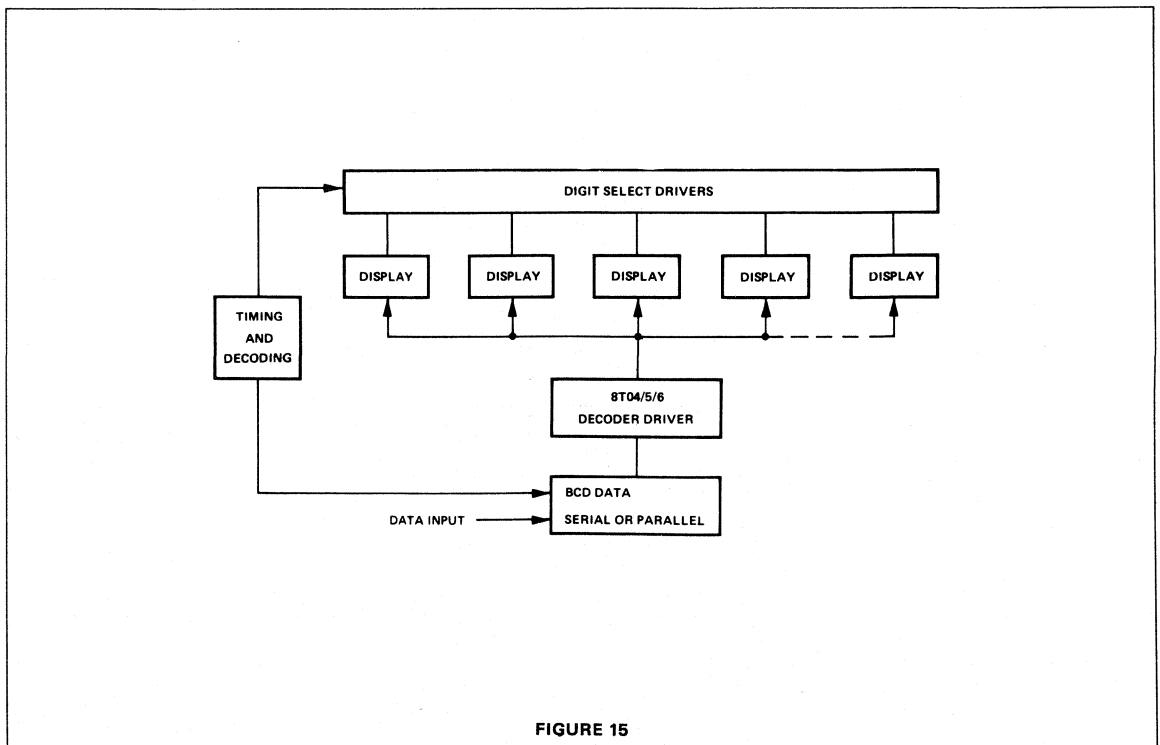 DIGIT SELECT DRIVERS
DISPLAY DISPLAY DISPLAY DISPLAY DISPLAY
TIMING
AND
DECODING
8T04/5/6
DECODER DRIVER
BCD DATA
DATA INPUT
SERIAL OR PARALLEL
FIGURE 15